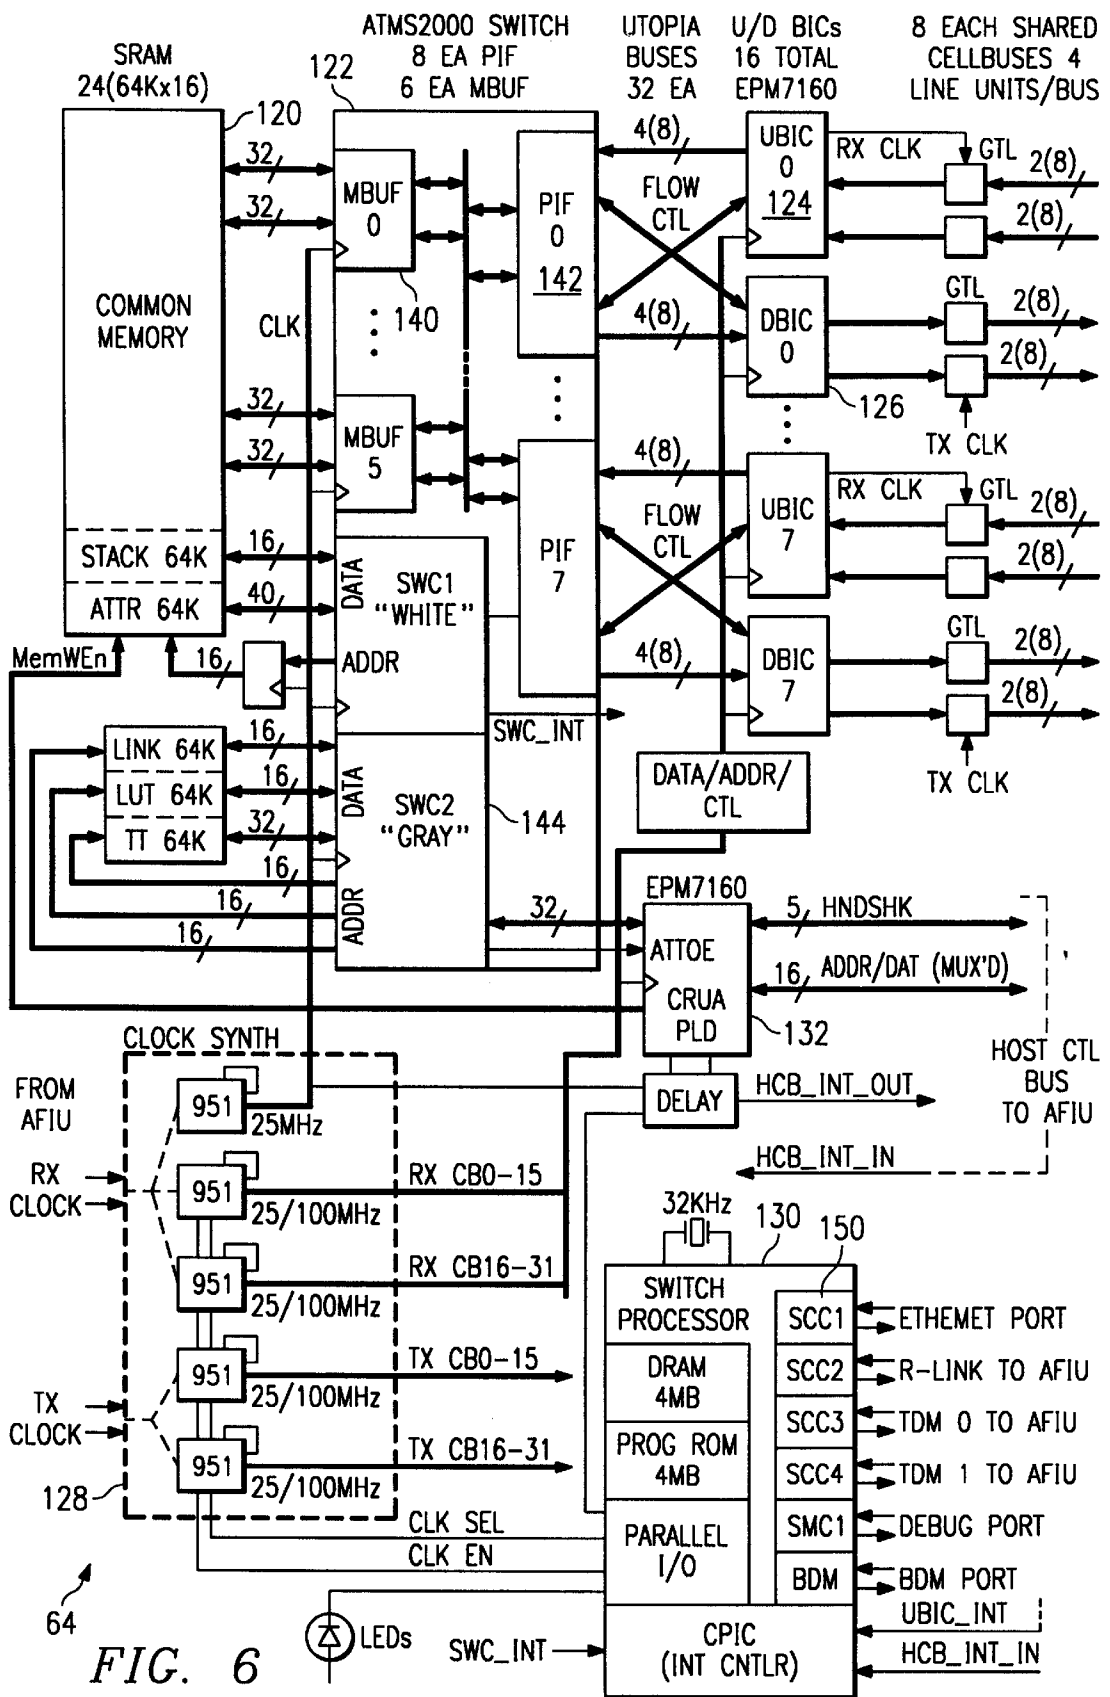 SRAM
24(64Kx16)
ATMS2000 SWITCH
8 EA PIF
6 EA MBUF
UTOPIA
BUSES
32 EA
U/D BICs
16 TOTAL
EPM7160
8 EACH SHARED
CELLBUSES 4
LINE UNITS/BUS
120
122
COMMON
MEMORY
32
32
32
32
STACK 64K
ATTR 64K
16
40
MBUF
0
140
CLK
MBUF
5
PIF
0
142
PIF
7
4(8)
FLOW
CTL
4(8)
4(8)
FLOW
CTL
4(8)
UBIC
0
124
RX CLK
GTL
2(8)
2(8)
DBIC
0
126
GTL
2(8)
2(8)
TX CLK
UBIC
7
RX CLK
GTL
2(8)
2(8)
DBIC
7
GTL
2(8)
2(8)
TX CLK
DATA
SWC1
"WHITE"
ADDR
MemWEn
16
SWC_INT
LINK 64K
LUT 64K
TT 64K
16
16
32
16
16
16
DATA
ADDR
SWC2
"GRAY"
144
DATA/ADDR/
CTL
EPM7160
32
ATTOE
CRUA
PLD
132
5
HNDSHK
16
ADDR/DAT (MUX'D)
HOST CTL
BUS
TO AFIU
DELAY
HCB_INT_OUT
HCB_INT_IN
CLOCK SYNTH
FROM
AFIU
RX
CLOCK
TX
CLOCK
128
951
25MHz
951
25/100MHz
RX CB0-15
951
25/100MHz
RX CB16-31
951
25/100MHz
TX CB0-15
951
25/100MHz
TX CB16-31
CLK SEL
CLK EN
32KHz
130
150
SWITCH
PROCESSOR
DRAM
4MB
PROG ROM
4MB
PARALLEL
I/O
SCC1
ETHEMET PORT
SCC2
R-LINK TO AFIU
SCC3
TDM 0 TO AFIU
SCC4
TDM 1 TO AFIU
SMC1
DEBUG PORT
BDM
BDM PORT
UBIC_INT
HCB_INT_IN
CPIC
(INT CNTLR)
SWC_INT
LEDs
64
FIG. 6